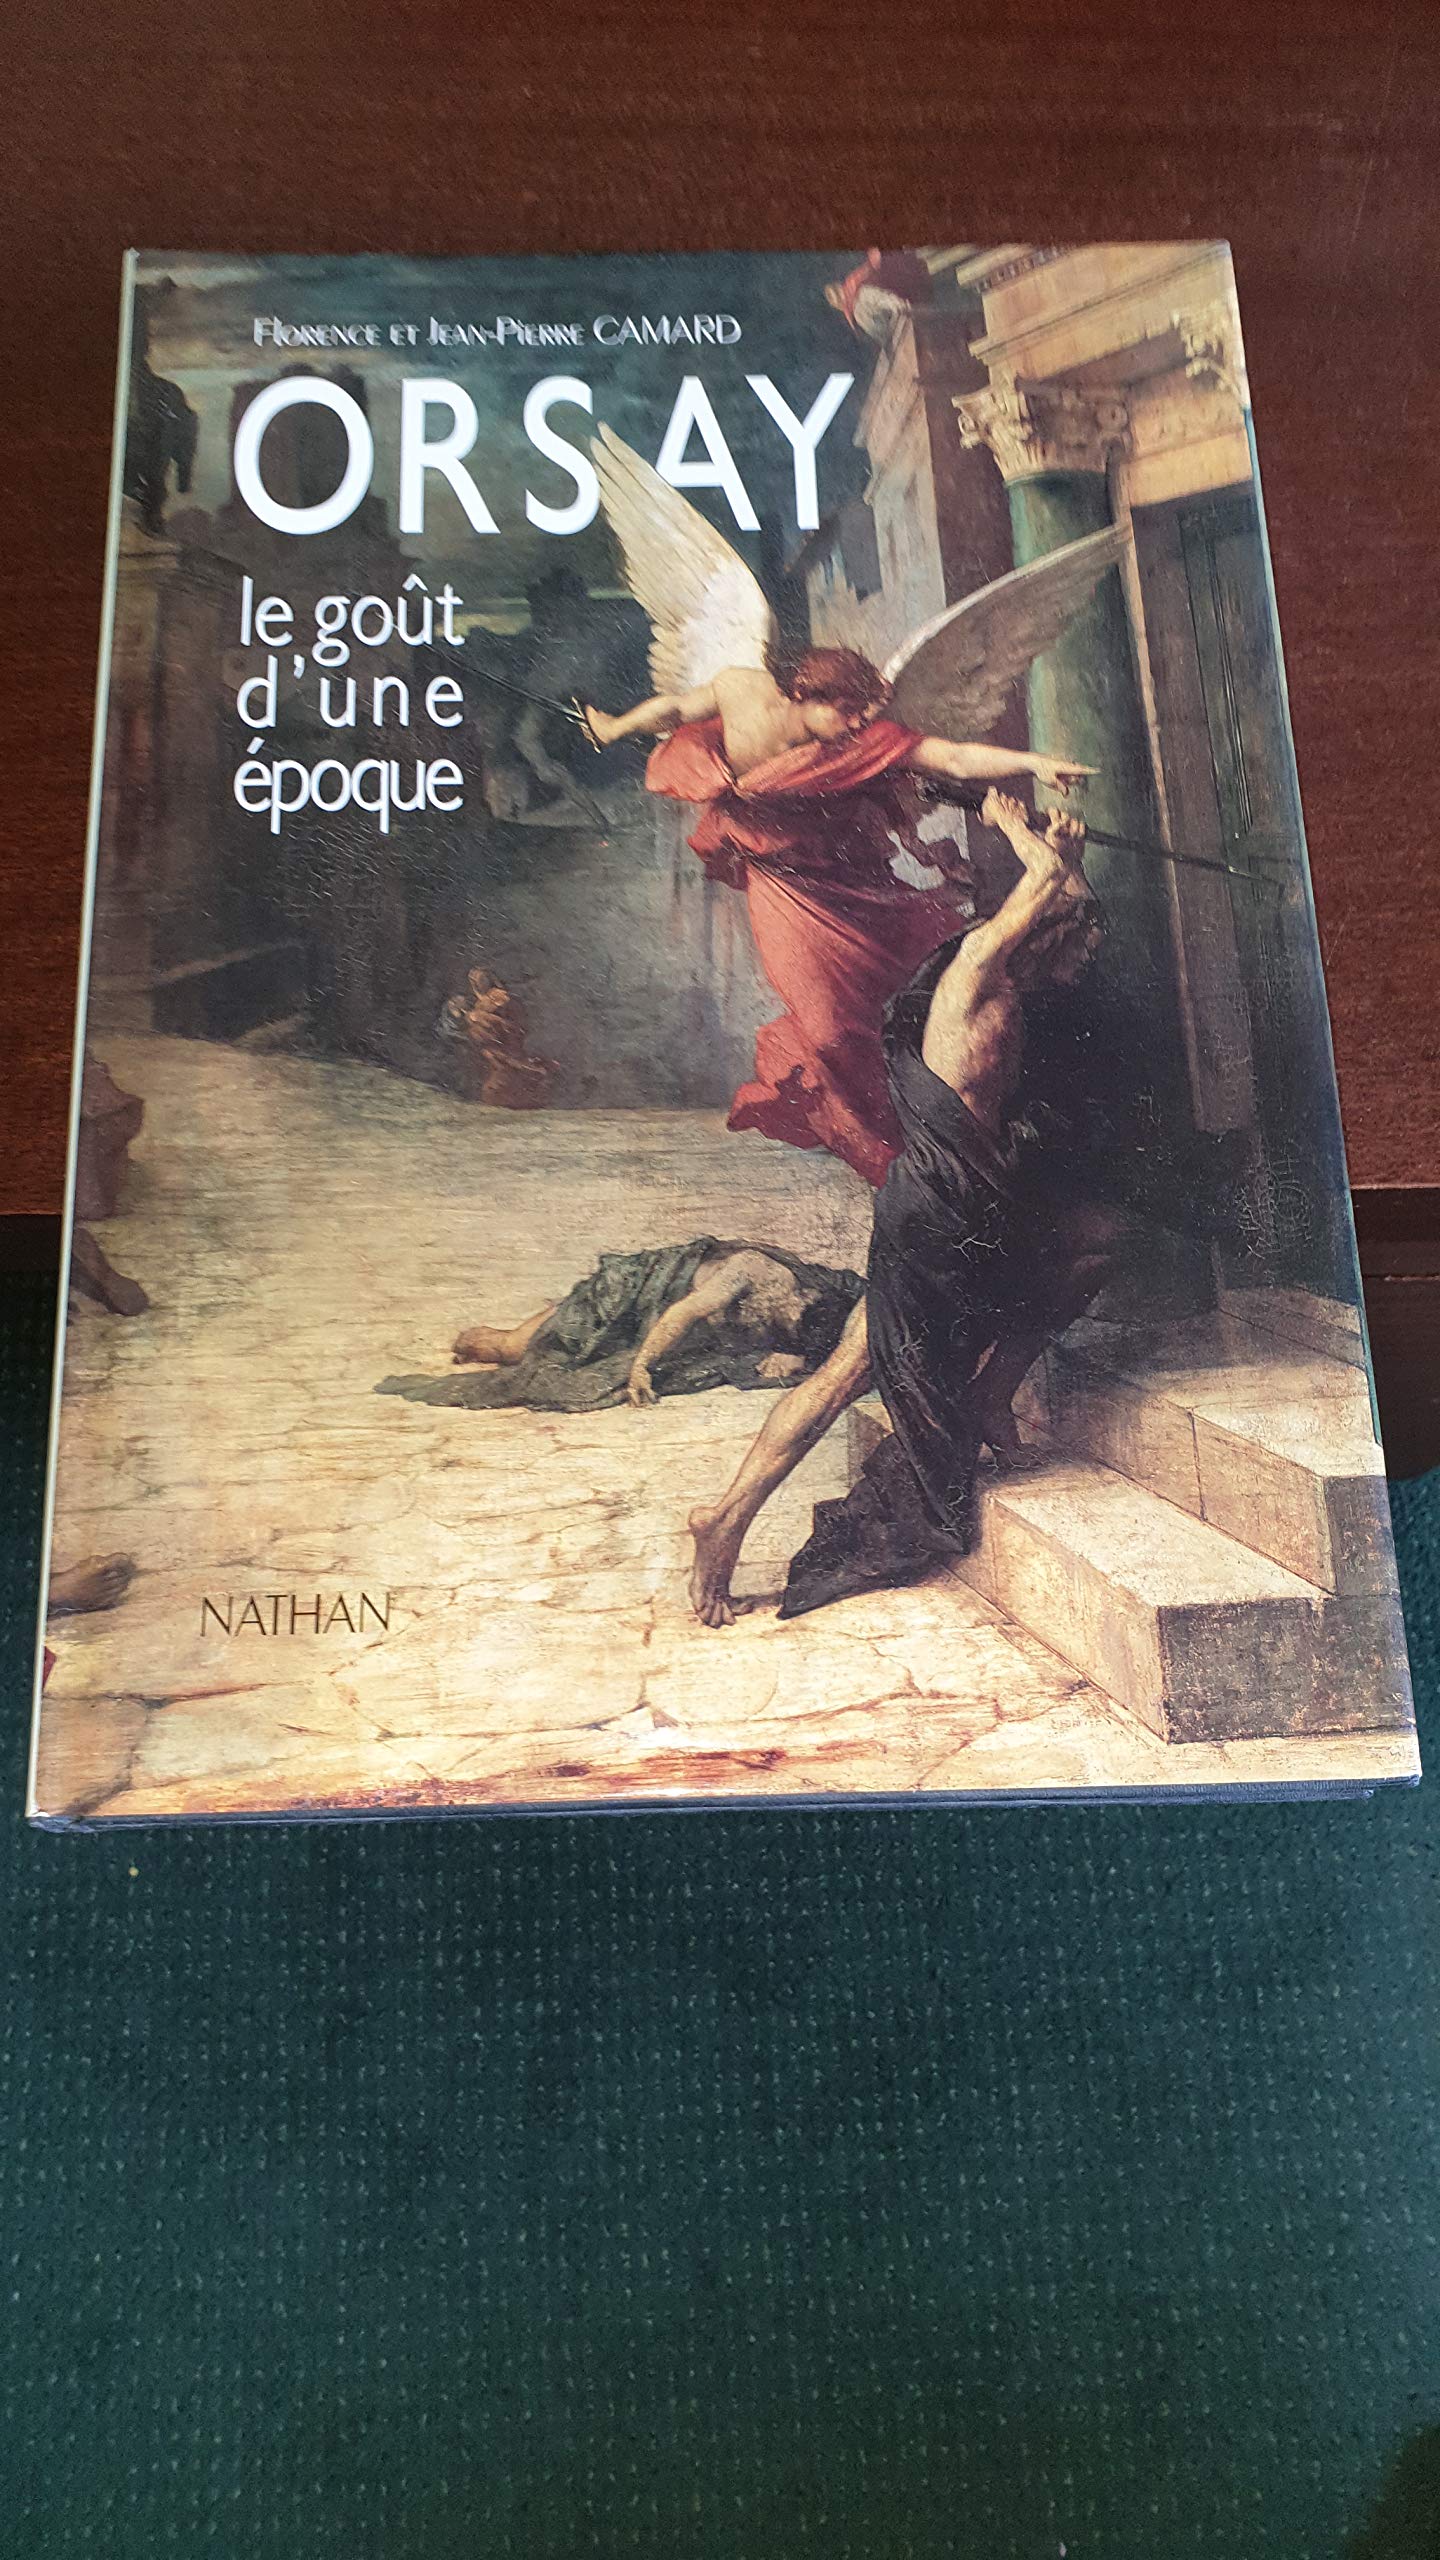 Florence et Jean-Pierre CAMARD
ORSAY
le goût
d'une
époque
NATHAN